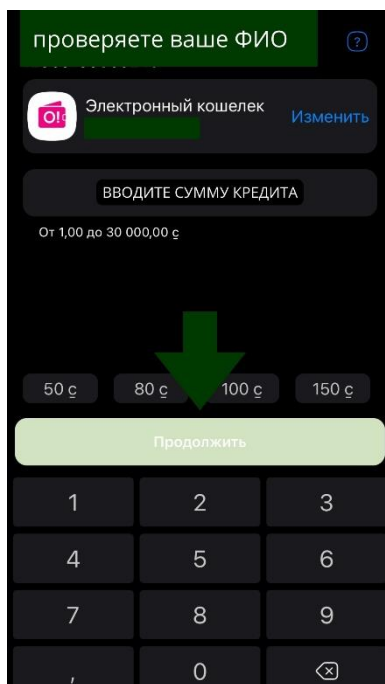 проверяете ваше ФИО
Электронный кошелек
Изменить
ВВОДИТЕ СУММУ КРЕДИТА
От 1,00 до 30 000,00 с
50 с 80 с 100 с 150 с
Продолжить
1 2 3
4 5 6
7 8 9
, 0